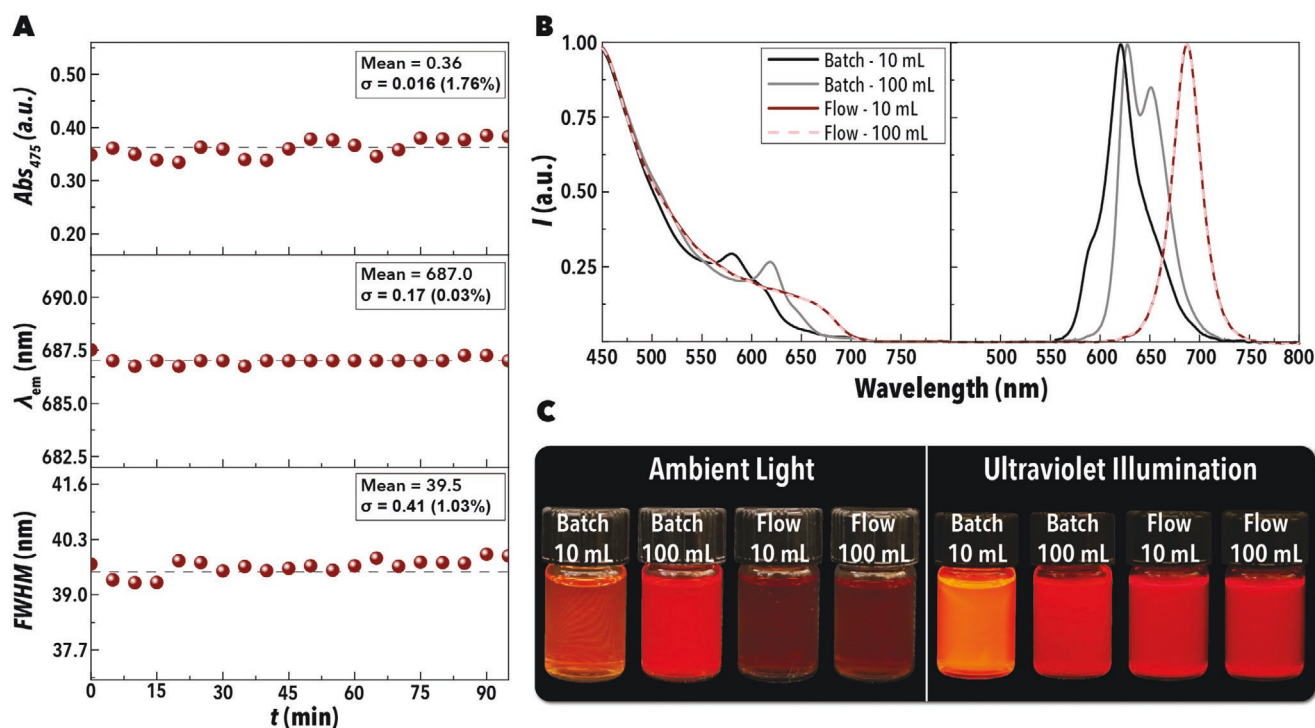 A
Abs475 (a.u.)
0.50
0.40
0.30
0.20
Mean = 0.36
σ = 0.016 (1.76%)
λem (nm)
690.0
687.5
685.0
682.5
Mean = 687.0
σ = 0.17 (0.03%)
FWHM (nm)
41.6
40.3
39.0
37.7
Mean = 39.5
σ = 0.41 (1.03%)
0 15 30 45 60 75 90
t (min)
B
I (a.u.)
1.00
0.75
0.50
0.25
Batch - 10 mL
Batch - 100 mL
Flow - 10 mL
Flow - 100 mL
450 500 550 600 650 700 750 500 550 600 650 700 750 800
Wavelength (nm)
C
Ambient Light
Batch Batch Flow Flow
10 mL 100 mL 10 mL 100 mL
Ultraviolet Illumination
Batch Batch Flow Flow
10 mL 100 mL 10 mL 100 mL